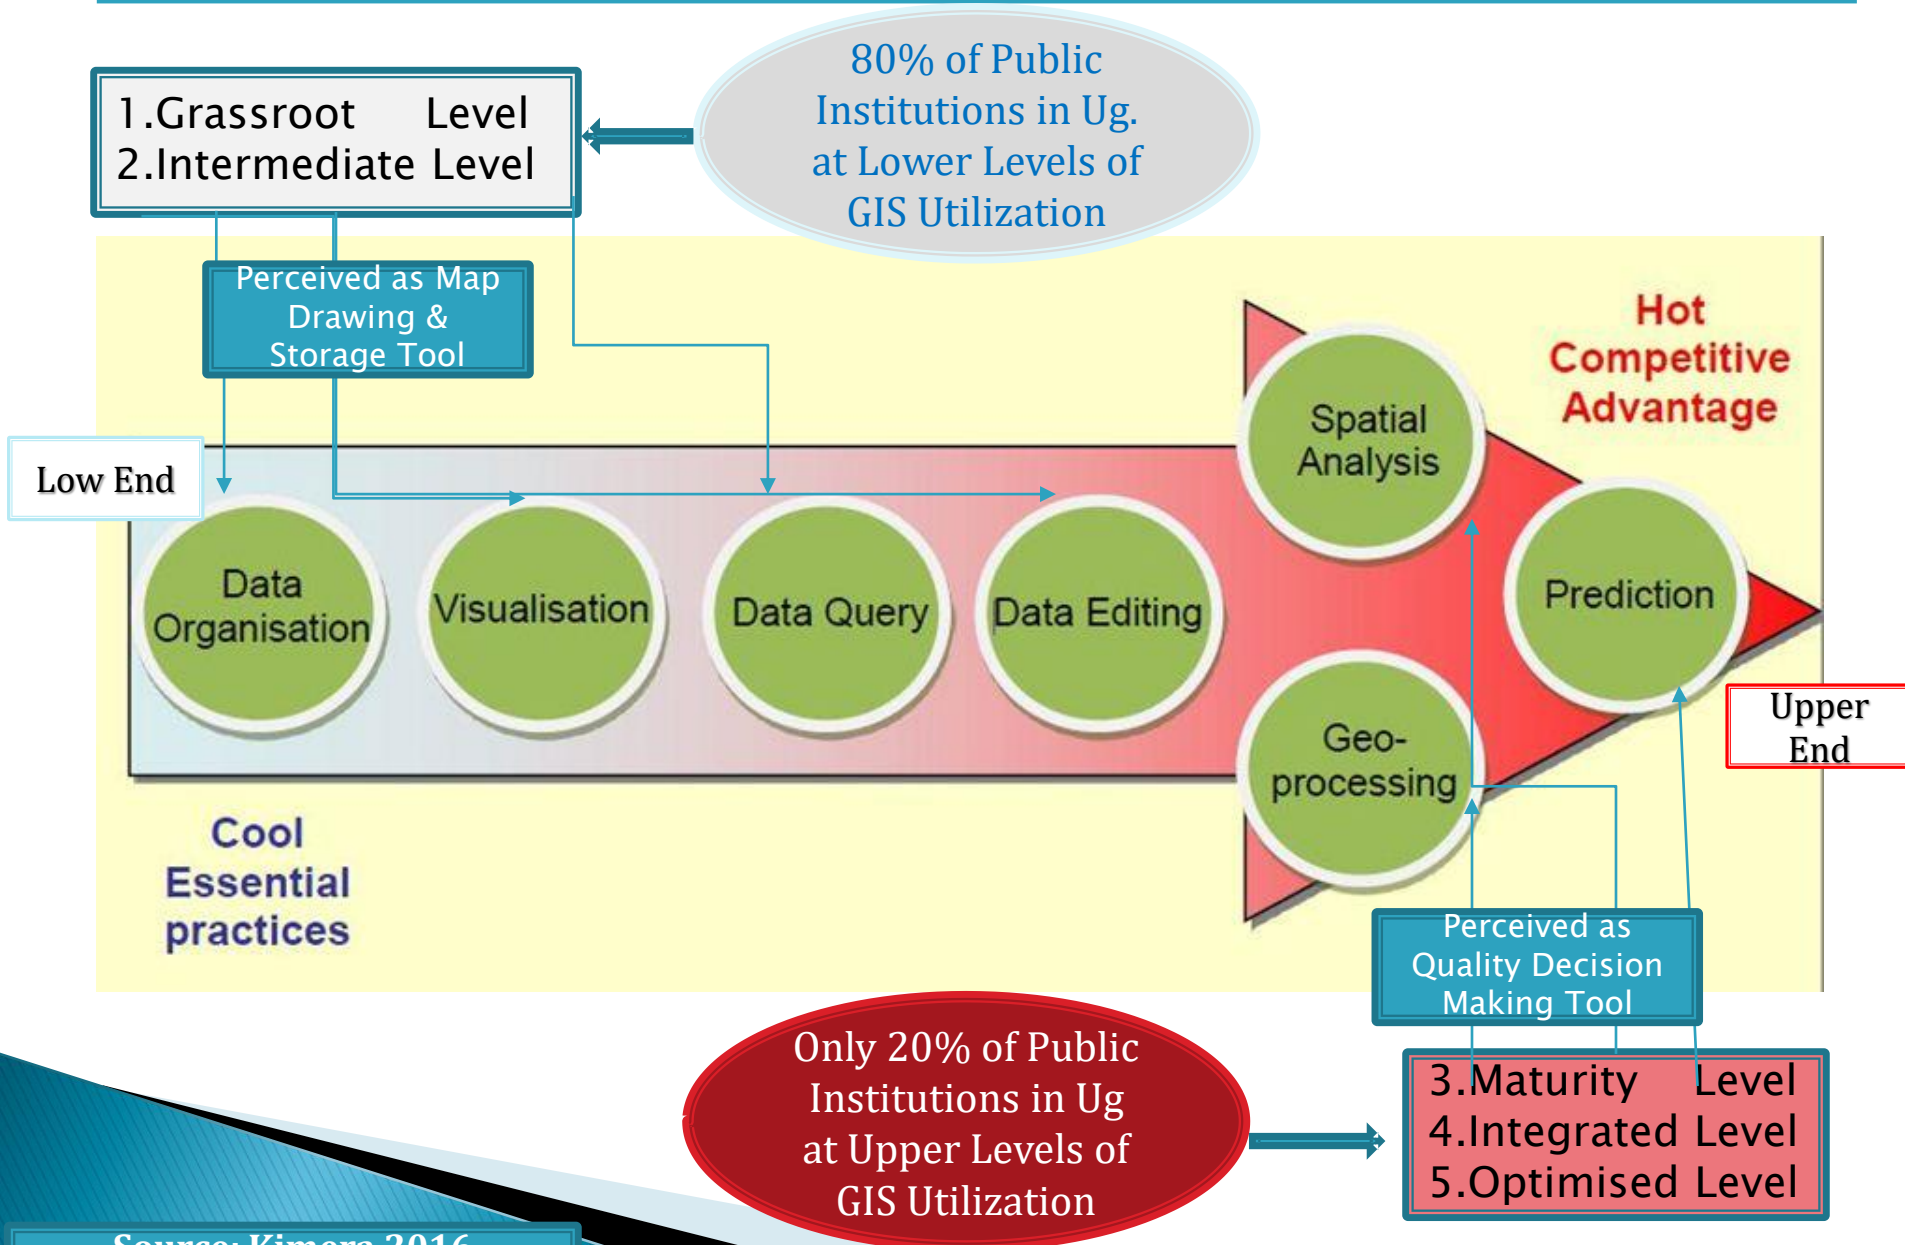 80% of Public
Institutions in Ug.
at Lower Levels of
GIS Utilization
1.Grassroot Level
2.Intermediate Level
Perceived as Map
Drawing &
Storage Tool
Hot
Competitive
Advantage
Low End
Data
Organisation
Visualisation
Data Query
Data Editing
Spatial
Analysis
Geo-
processing
Prediction
Upper
End
Cool
Essential
practices
Perceived as
Quality Decision
Making Tool
Only 20% of Public
Institutions in Ug
at Upper Levels of
GIS Utilization
3.Maturity Level
4.Integrated Level
5.Optimised Level
Source: Kimera 2016